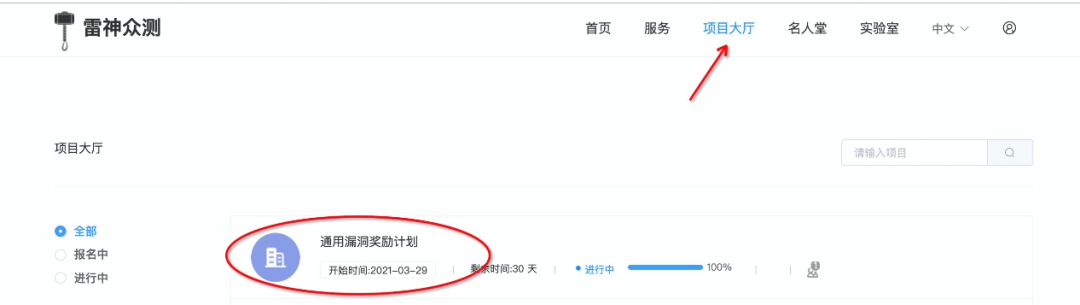 雷神众测
首页 服务 项目大厅 名人堂 实验室 中文
项目大厅
请输入项目
全部
报名中
进行中
通用漏洞奖励计划
开始时间:2021-03-29 剩余时间:30 天 进行中 100%
1